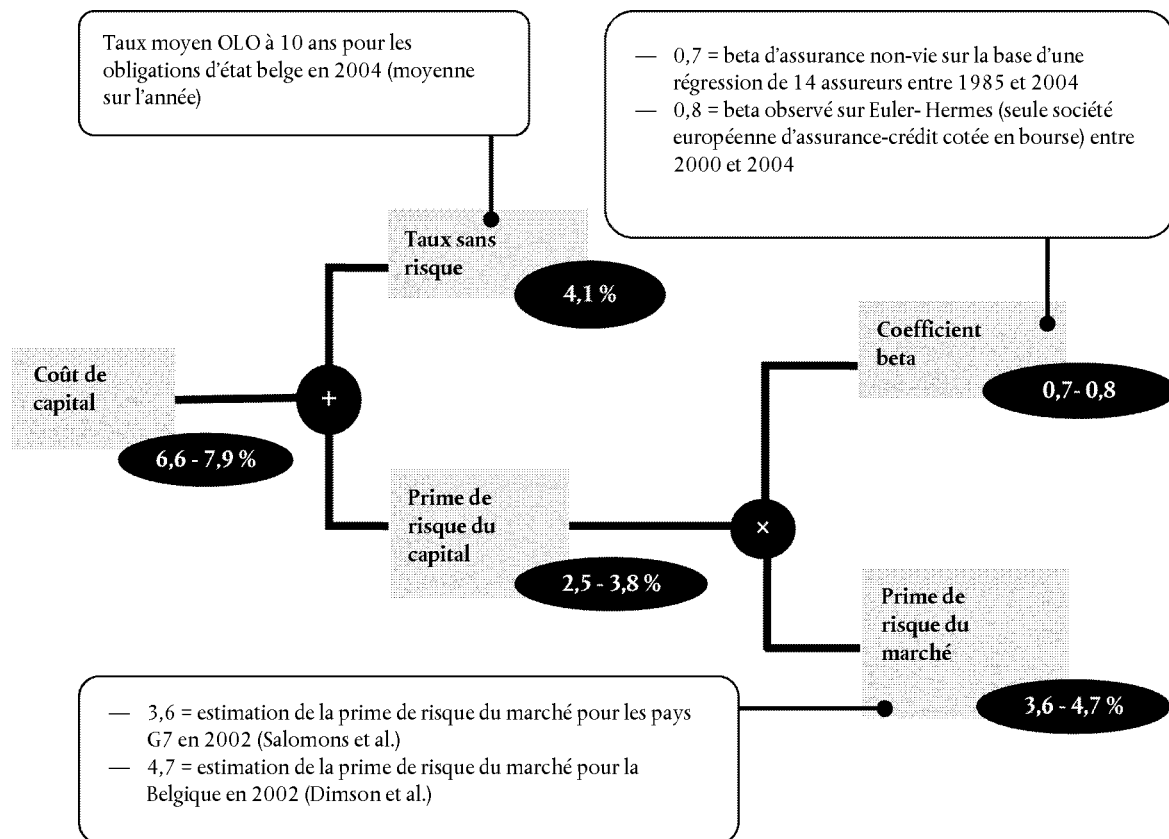 Taux moyen OLO à 10 ans pour les
obligations d'état belge en 2004 (moyenne
sur l'année)
— 0,7 = beta d'assurance non-vie sur la base d'une
régression de 14 assureurs entre 1985 et 2004
— 0,8 = beta observé sur Euler- Hermes (seule société
européenne d'assurance-crédit cotée en bourse) entre
2000 et 2004
Taux sans
risque
4,1 %
Coefficient
beta
0,7- 0,8
Coût de
capital
+
6,6 - 7,9 %
Prime de
risque du
capital
2,5 - 3,8 %
×
Prime de
risque du
marché
3,6 - 4,7 %
— 3,6 = estimation de la prime de risque du marché pour les pays
G7 en 2002 (Salomons et al.)
— 4,7 = estimation de la prime de risque du marché pour la
Belgique en 2002 (Dimson et al.)